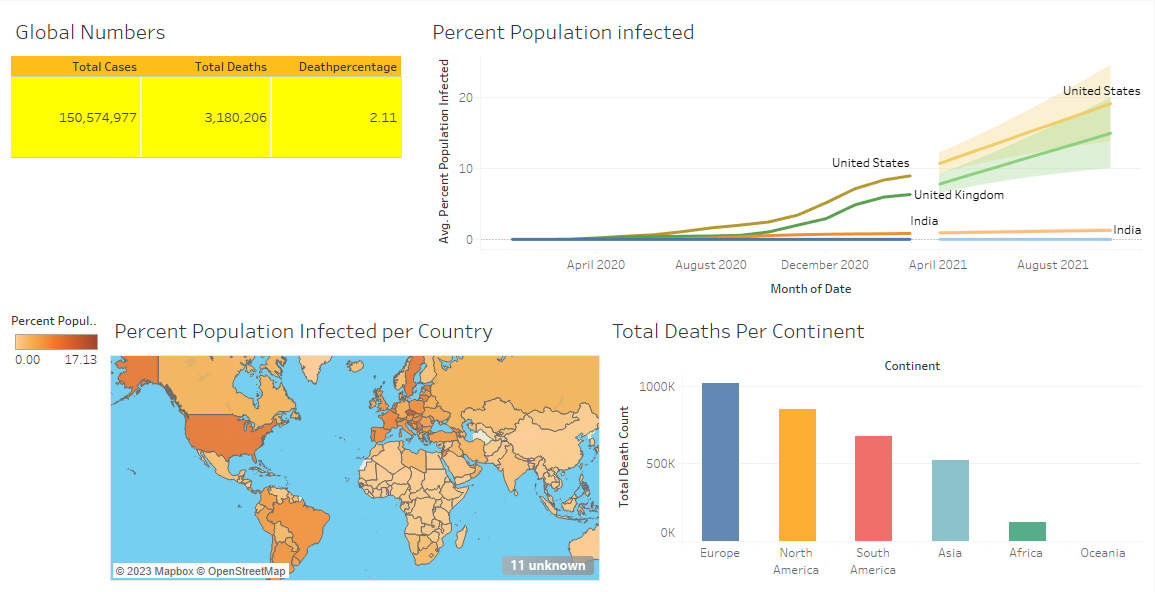 Global Numbers
Total Cases Total Deaths Deathpercentage
150,574,977 3,180,206 2.11
Percent Population infected
Avg. Percent Population Infected
20
10
0
United States
United States
United Kingdom
India
India
April 2020 August 2020 December 2020 April 2021 August 2021
Month of Date
Percent Popul..
0.00 17.13
Percent Population Infected per Country
© 2023 Mapbox © OpenStreetMap
11 unknown
Total Deaths Per Continent
Continent
Total Death Count
1000K
500K
0K
Europe North America South America Asia Africa Oceania